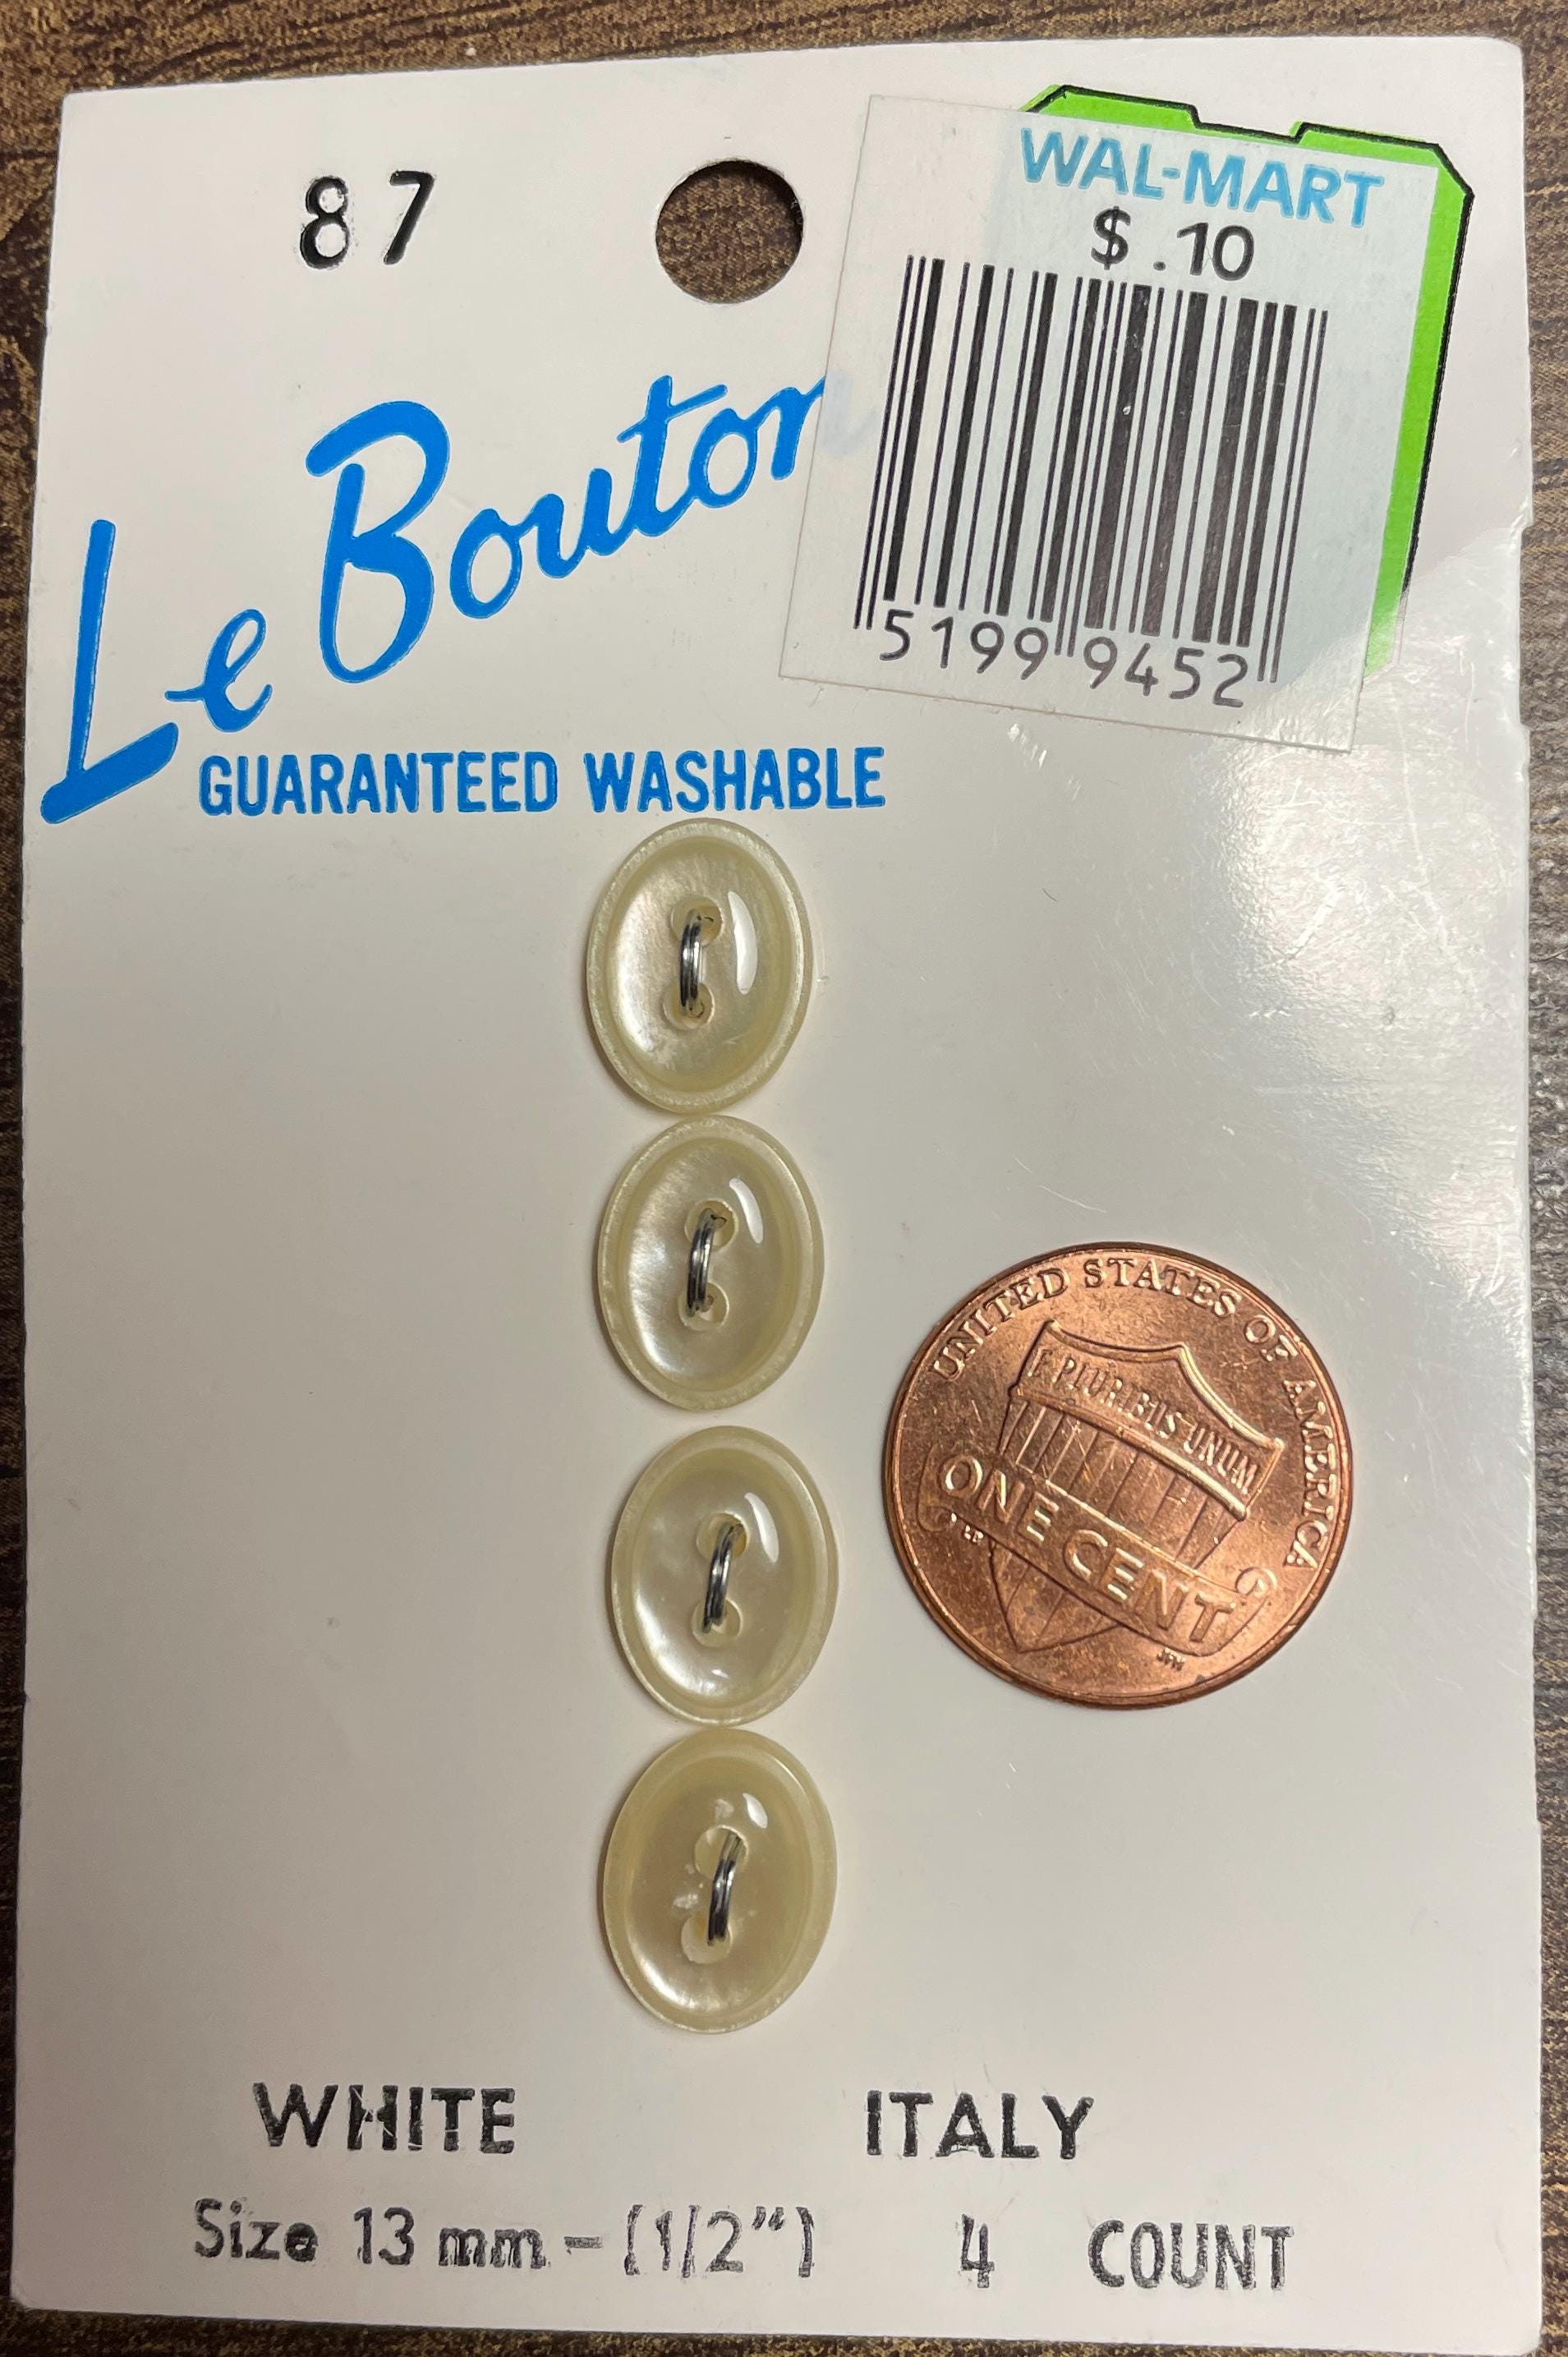 87
WAL-MART
$ .10
5199 9452
Le Bouton
GUARANTEED WASHABLE
UNITED STATES OF AMERICA
E PLURIBUS UNUM
ONE CENT
JFM
WHITE ITALY
Size 13 mm - (1/2") 4 COUNT